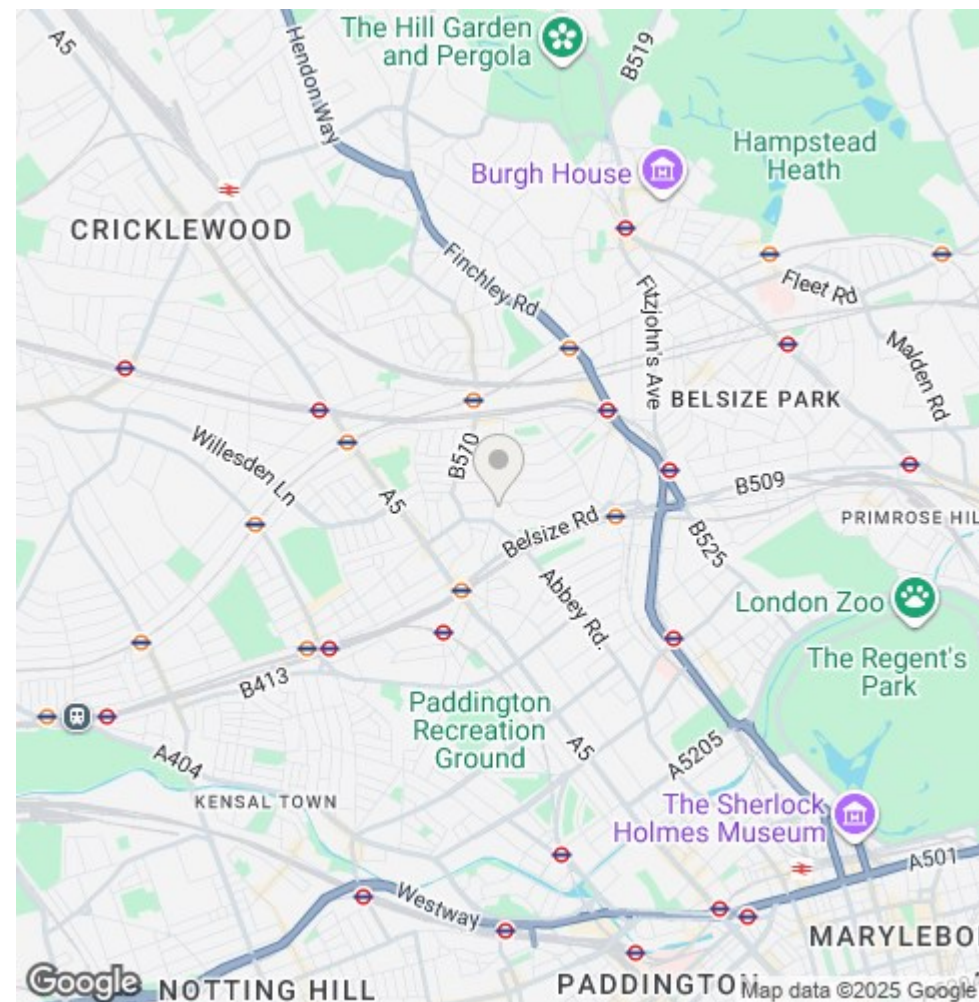 The Hill Garden
and Pergola
A5
B519
Hendon Way
Hampstead
Heath
Burgh House
CRICKLEWOOD
Finchley Rd
Fitzjohn's Ave
Fleet Rd
Malden Rd
BELSIZE PARK
Willesden Ln
B510
A5
B509
PRIMROSE HIL
Belsize Rd
B525
Abbey Rd.
London Zoo
The Regent's
Park
B413
Paddington
Recreation
Ground
A5
A5205
A404
KENSAL TOWN
The Sherlock
Holmes Museum
A501
Westway
MARYLEBO
Google
NOTTING HILL
PADDINGTON
Map data ©2025 Google